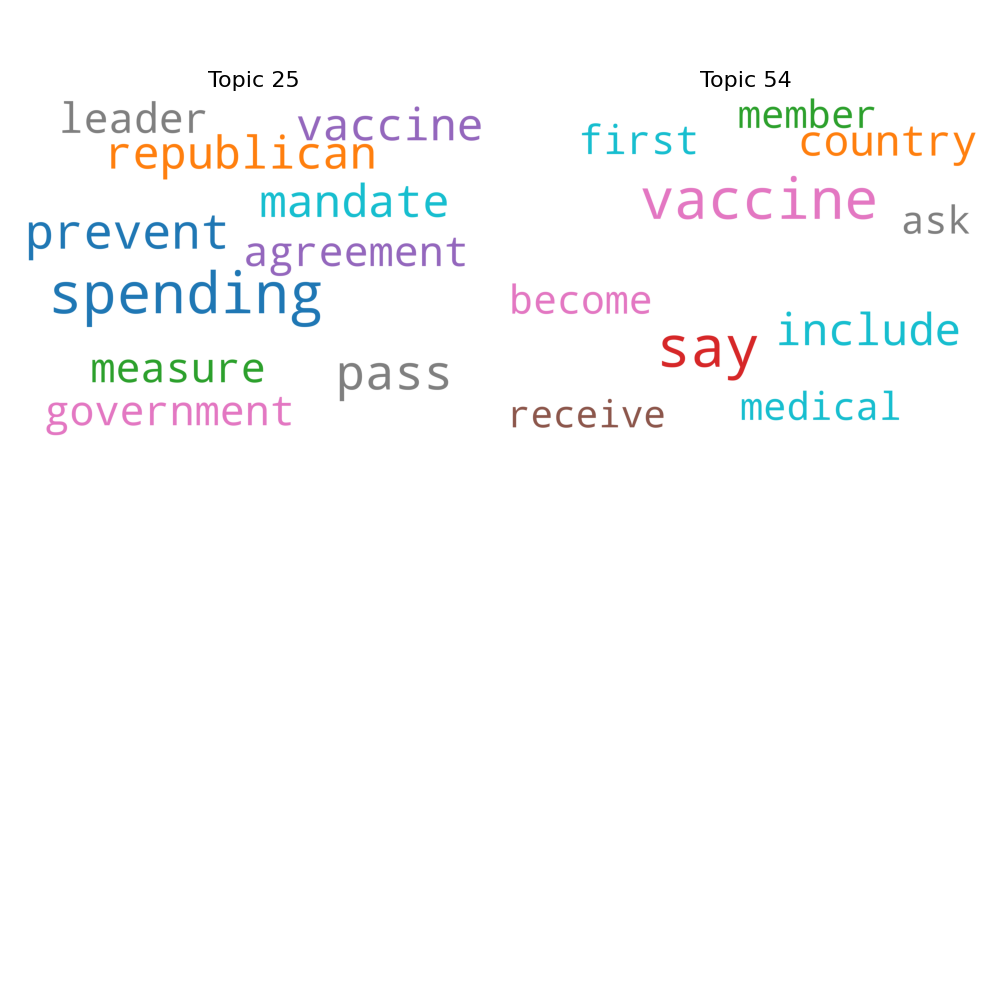 Topic 25
leader
vaccine
republican
mandate
prevent
agreement
spending
measure
pass
government
Topic 54
member
first
country
vaccine
ask
become
include
say
receive
medical